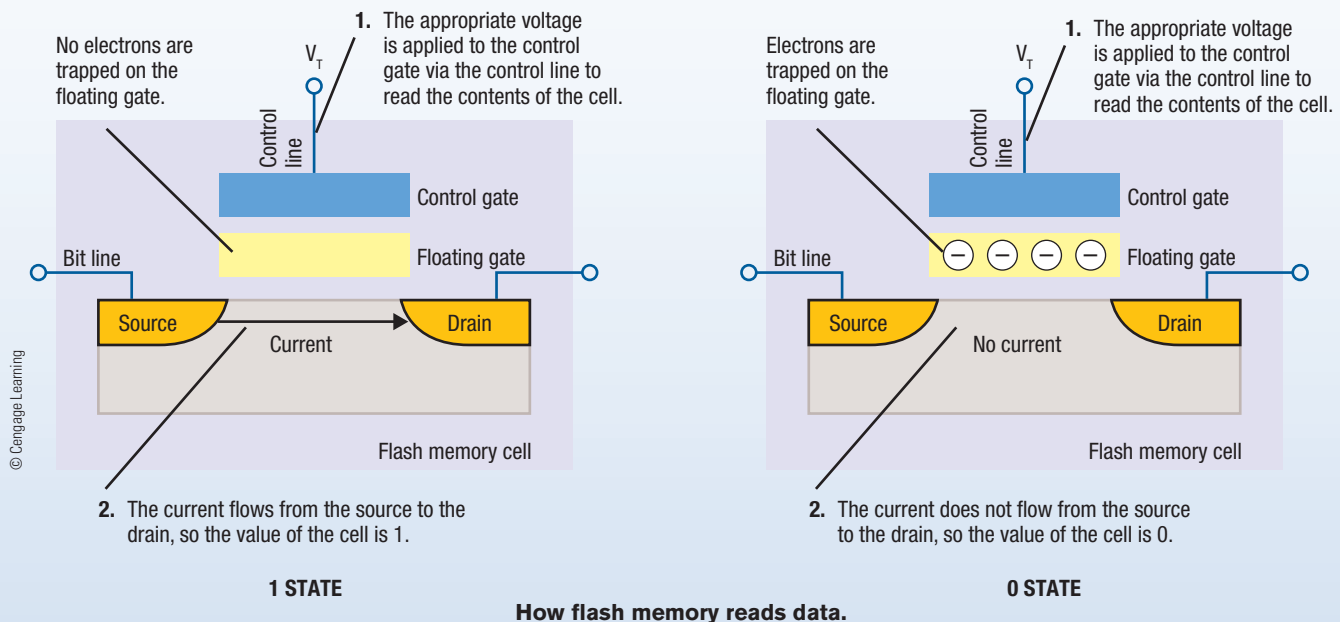 No electrons are
trapped on the
floating gate.
V_T
1. The appropriate voltage
is applied to the control
gate via the control line to
read the contents of the cell.
Control
line
Control gate
Floating gate
Bit line
Source
Drain
Current
Flash memory cell
2. The current flows from the source to the
drain, so the value of the cell is 1.
1 STATE
Electrons are
trapped on the
floating gate.
V_T
1. The appropriate voltage
is applied to the control
gate via the control line to
read the contents of the cell.
Control
line
Control gate
− − − −
Floating gate
Bit line
Source
Drain
No current
Flash memory cell
2. The current does not flow from the source
to the drain, so the value of the cell is 0.
0 STATE
How flash memory reads data.
© Cengage Learning